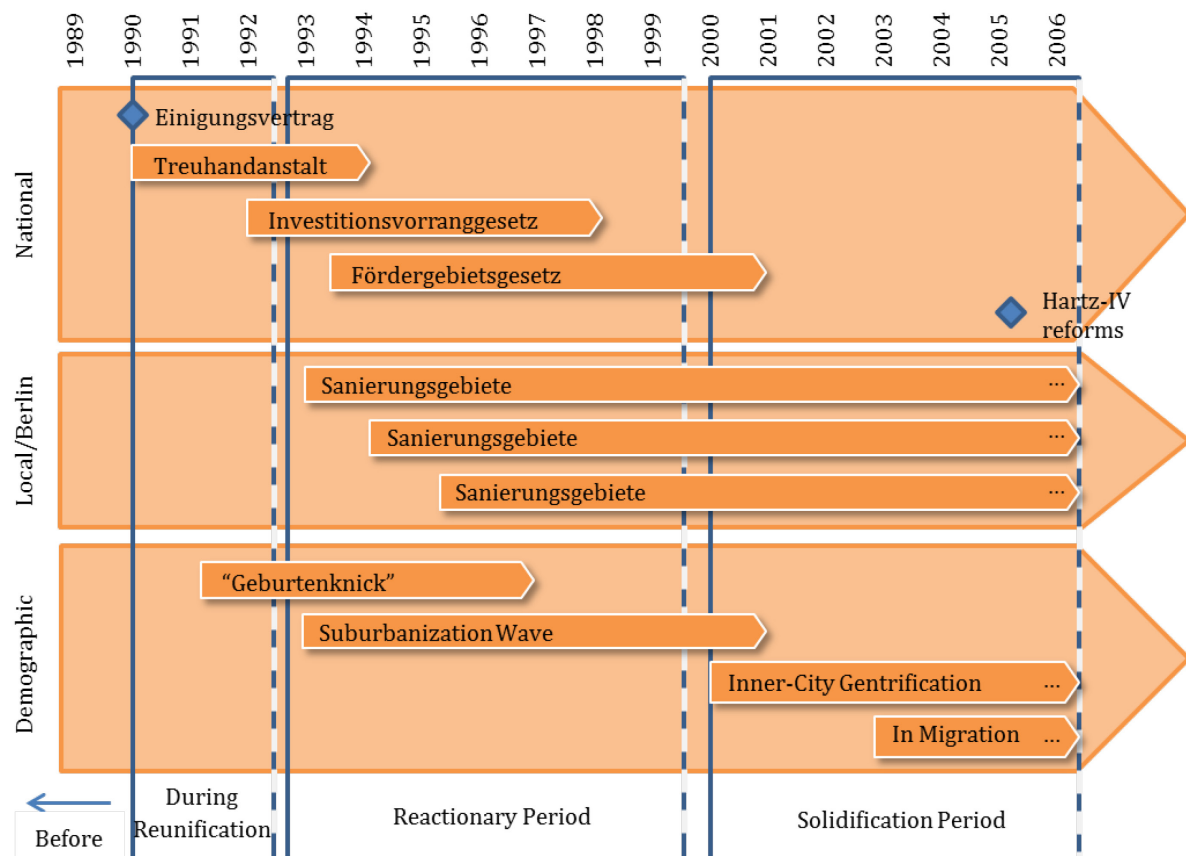 1989
1990
1991
1992
1993
1994
1995
1996
1997
1998
1999
2000
2001
2002
2003
2004
2005
2006
National
Einigungsvertrag
Treuhandanstalt
Investitionsvorranggesetz
Fördergebietsgesetz
Hartz-IV
reforms
Local/Berlin
Sanierungsgebiete ...
Sanierungsgebiete ...
Sanierungsgebiete ...
Demographic
“Geburtenknick”
Suburbanization Wave
Inner-City Gentrification ...
In Migration ...
Before
During
Reunification
Reactionary Period
Solidification Period